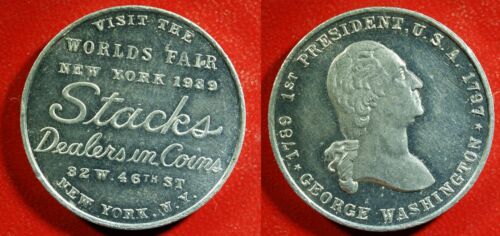 VISIT THE
WORLDS FAIR
NEW YORK 1939
Stacks
Dealers in Coins
32 W. 46TH ST
NEW YORK, N.Y.
1789 1ST PRESIDENT, U.S.A. 1797
* GEORGE WASHINGTON *